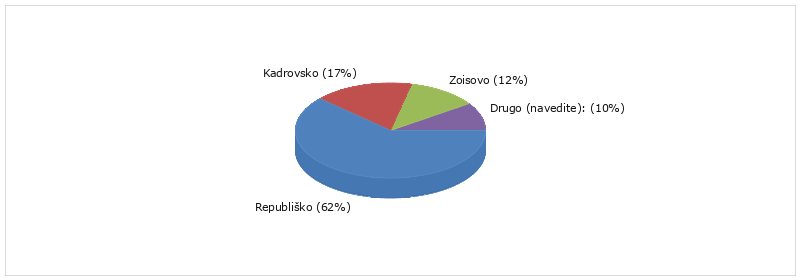 Kadrovsko (17%)
Zoisovo (12%)
Drugo (navedite): (10%)
Republiško (62%)